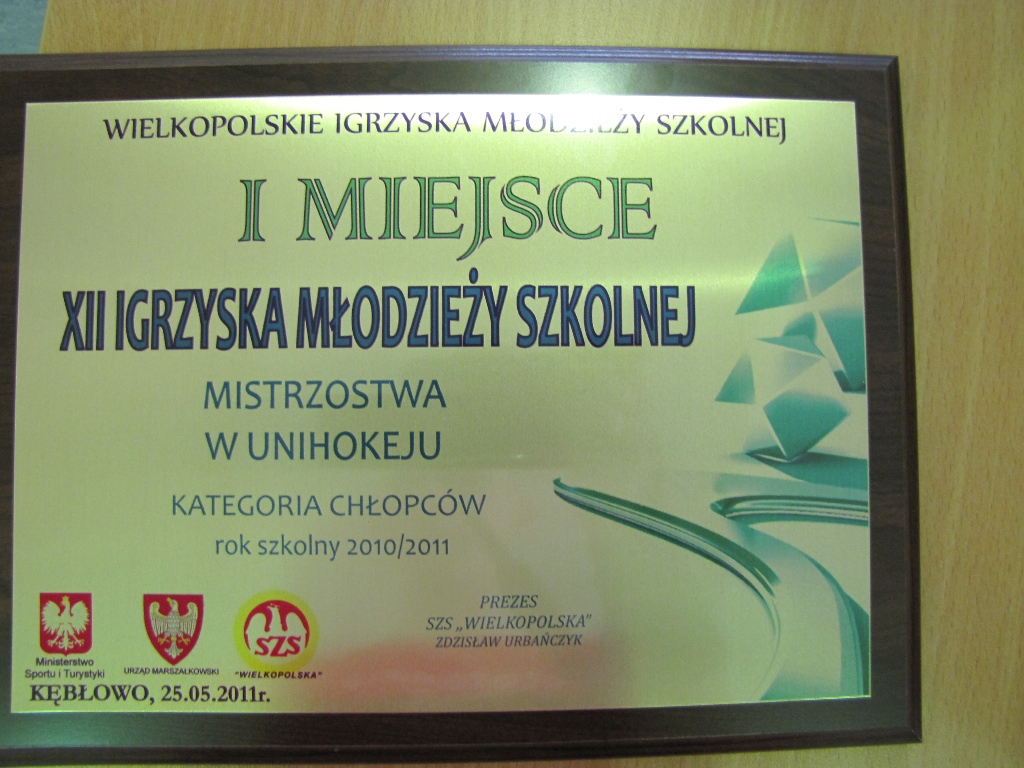 WIELKOPOLSKIE IGRZYSKA MŁODZIEŻY SZKOLNEJ
I MIEJSCE
XII IGRZYSKA MŁODZIEŻY SZKOLNEJ
MISTRZOSTWA
W UNIHOKEJU
KATEGORIA CHŁOPCÓW
rok szkolny 2010/2011
PREZES
SZS „WIELKOPOLSKA"
ZDZISŁAW URBAŃCZYK
Ministerstwo
Sportu i Turystyki
URZĄD MARSZAŁKOWSKI
SZS
"WIELKOPOLSKA"
KĘBŁOWO, 25.05.2011r.